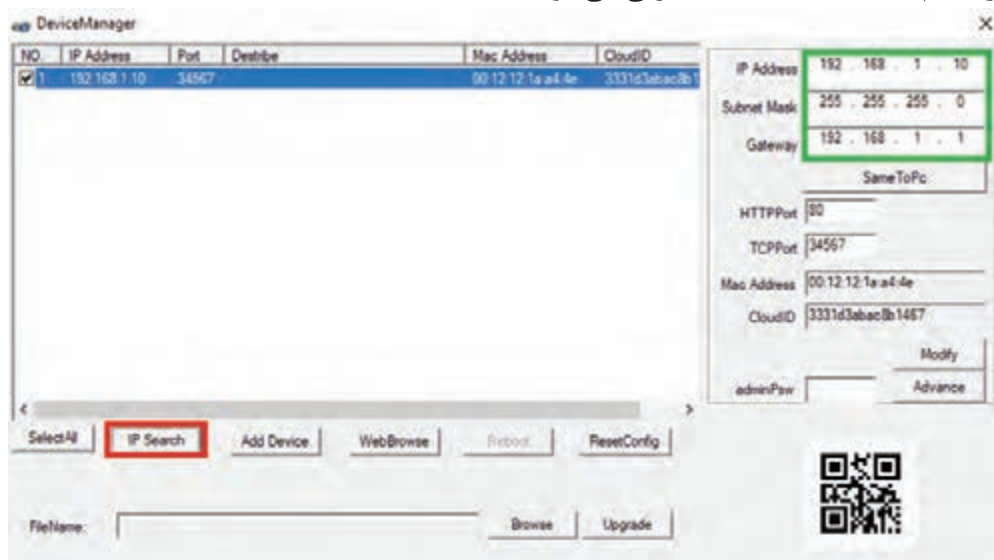 DeviceManager
NO. IP Address Port Destribe Mac Address CloudID
1 192.168.1.10 34567 00:12:12:1a:a4:4e 3331d3abac8b1
IP Address 192 . 168 . 1 . 10
Subnet Mask 255 . 255 . 255 . 0
Gateway 192 . 168 . 1 . 1
SameToPc
HTTPPort 80
TCPPort 34567
Mac Address 00:12:12:1a:a4:4e
CloudID 3331d3abac8b1467
Modify
adminPsw Advance
SelectAll IP Search Add Device WebBrowse Reboot ResetConfig
FileName: Browse Upgrade